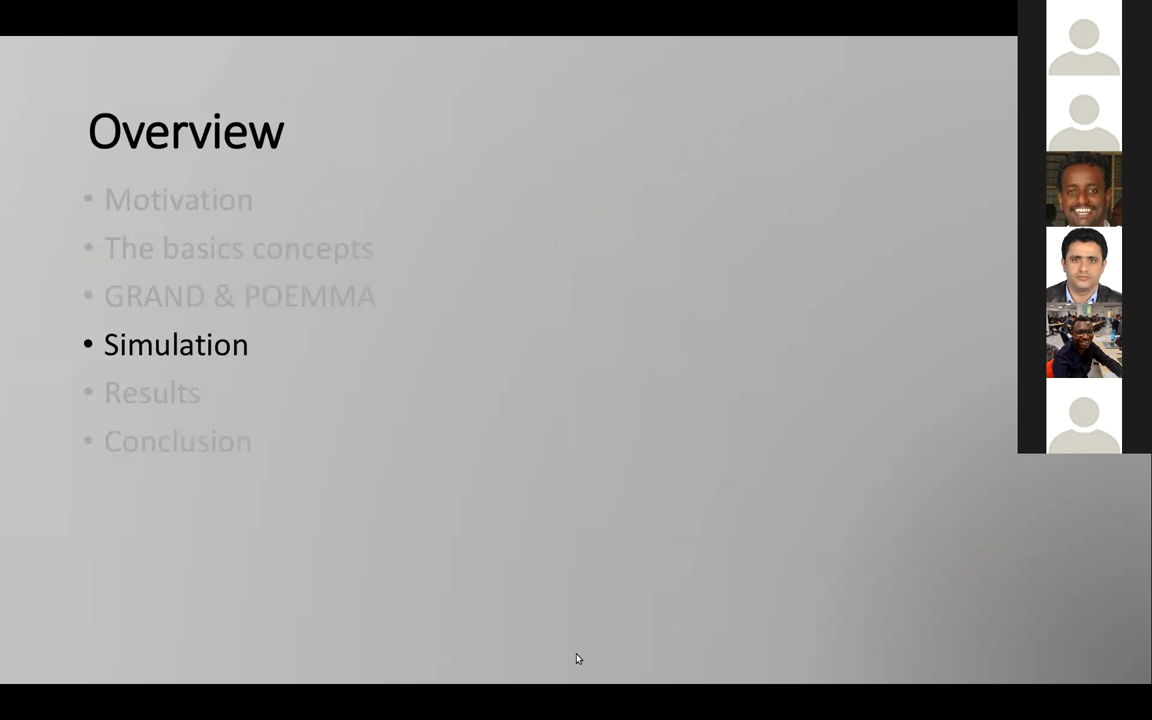 Overview
• Motivation
• The basics concepts
• GRAND & POEMMA
• Simulation
• Results
• Conclusion